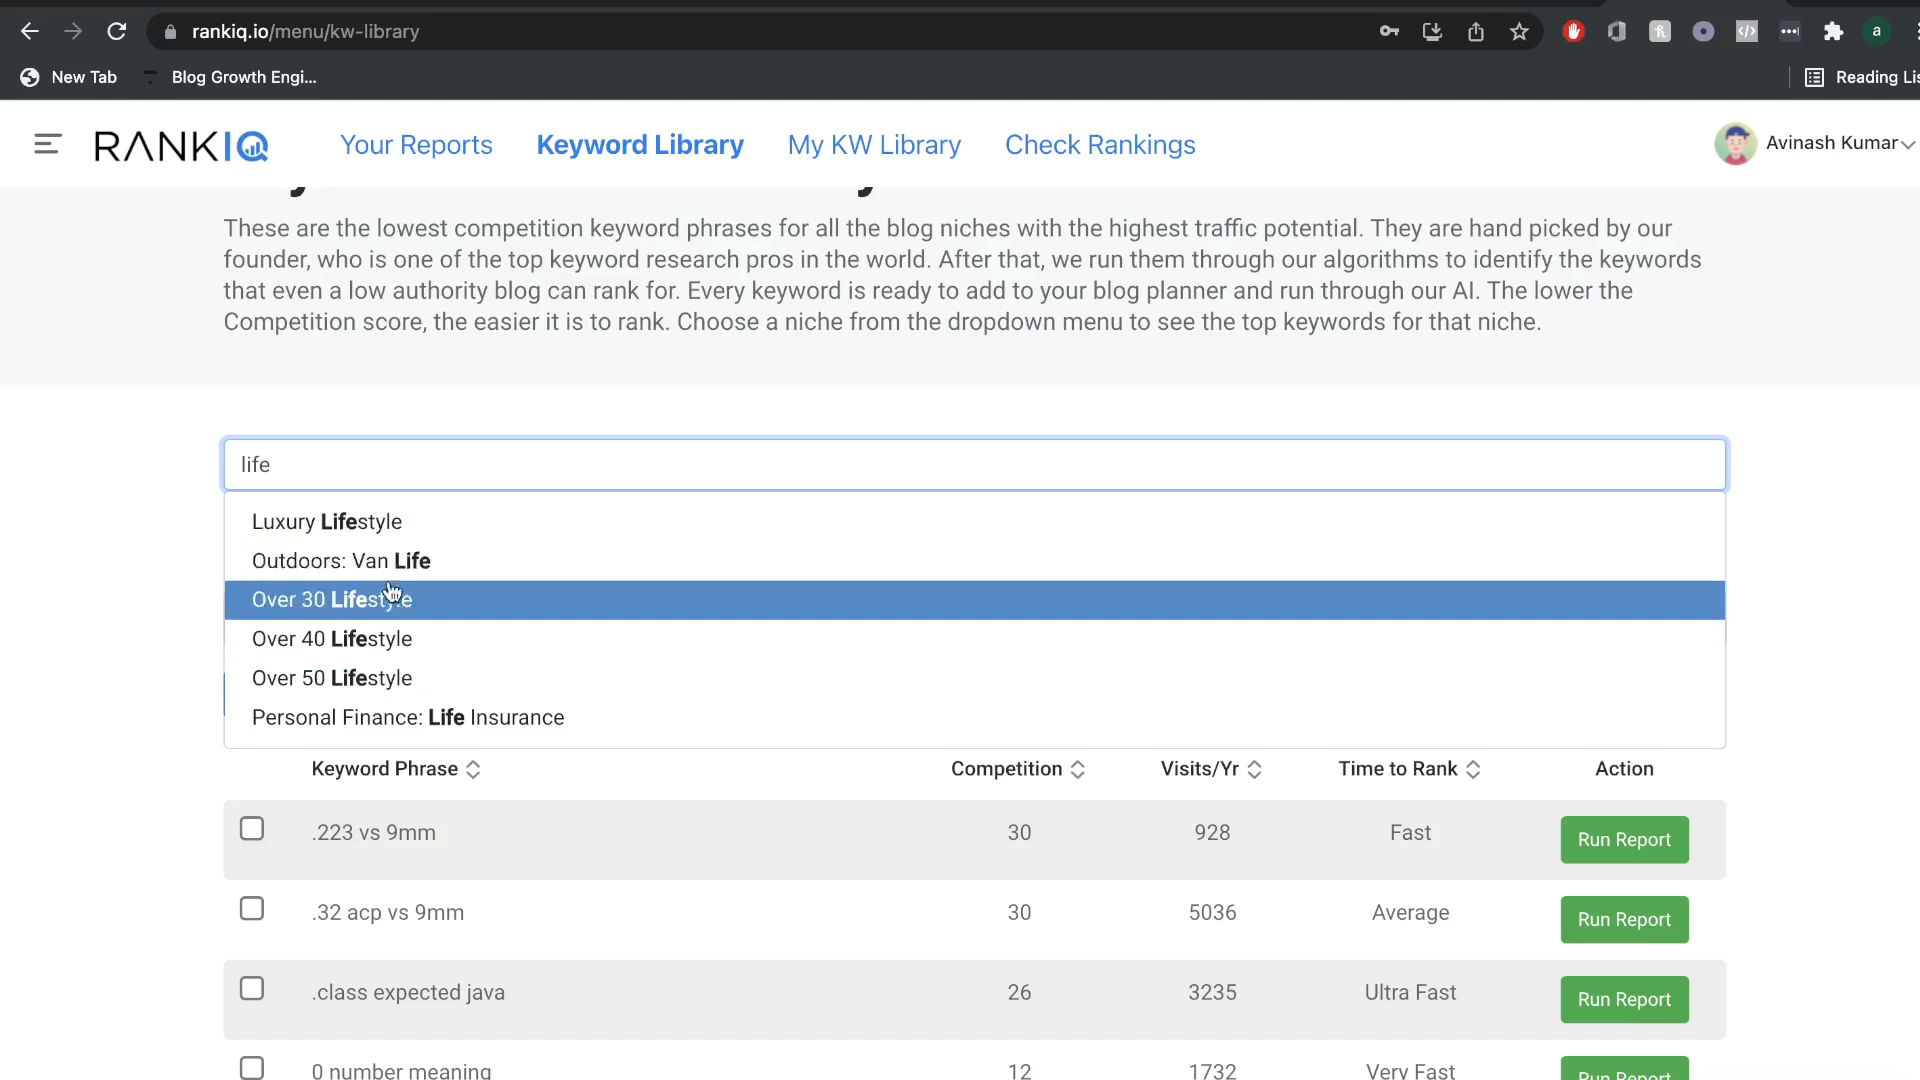 rankiq.io/menu/kw-library
a
New Tab
Blog Growth Engi...
Reading Lis
RANKIQ
Your Reports
Keyword Library
My KW Library
Check Rankings
Avinash Kumar
These are the lowest competition keyword phrases for all the blog niches with the highest traffic potential. They are hand picked by our
founder, who is one of the top keyword research pros in the world. After that, we run them through our algorithms to identify the keywords
that even a low authority blog can rank for. Every keyword is ready to add to your blog planner and run through our AI. The lower the
Competition score, the easier it is to rank. Choose a niche from the dropdown menu to see the top keywords for that niche.
life
Luxury Lifestyle
Outdoors: Van Life
Over 30 Lifestyle
Over 40 Lifestyle
Over 50 Lifestyle
Personal Finance: Life Insurance
Keyword Phrase Competition Visits/Yr Time to Rank Action
.223 vs 9mm 30 928 Fast Run Report
.32 acp vs 9mm 30 5036 Average Run Report
.class expected java 26 3235 Ultra Fast Run Report
0 number meaning 12 1732 Very Fast Run Report